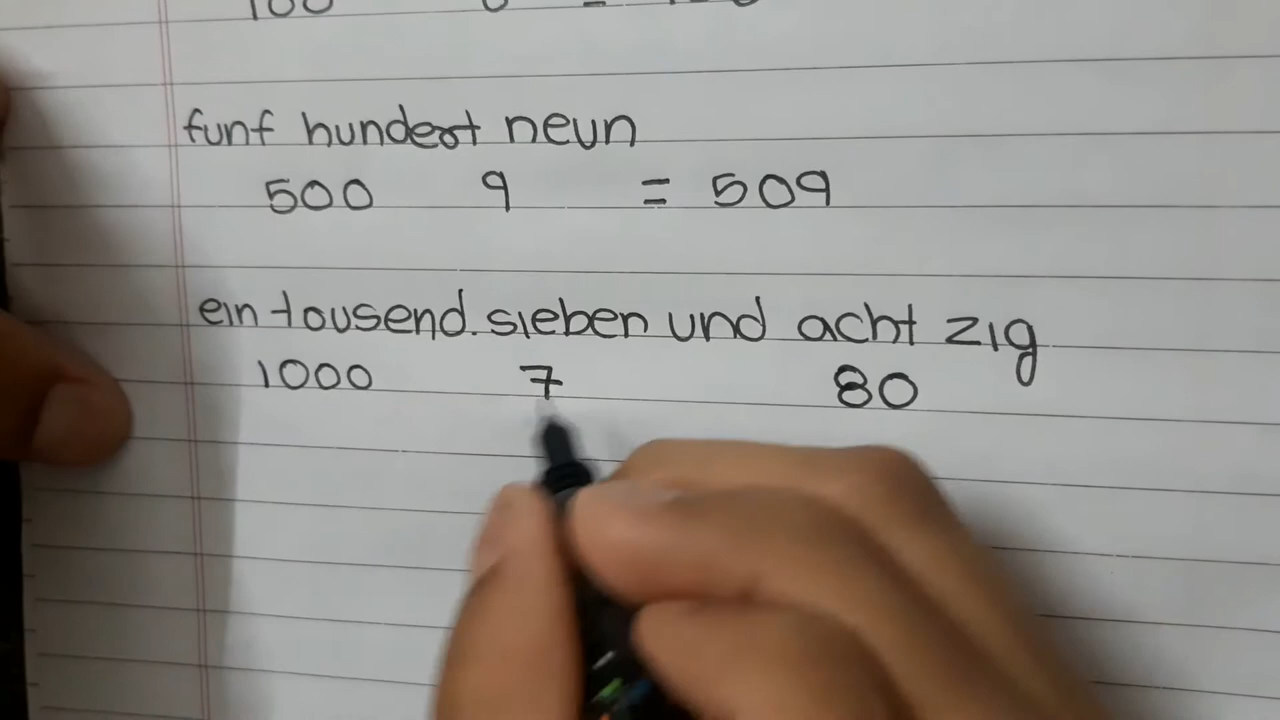 funf hundert neun
500 9 = 509
ein tousend. sieben und acht zig
1000 7 80